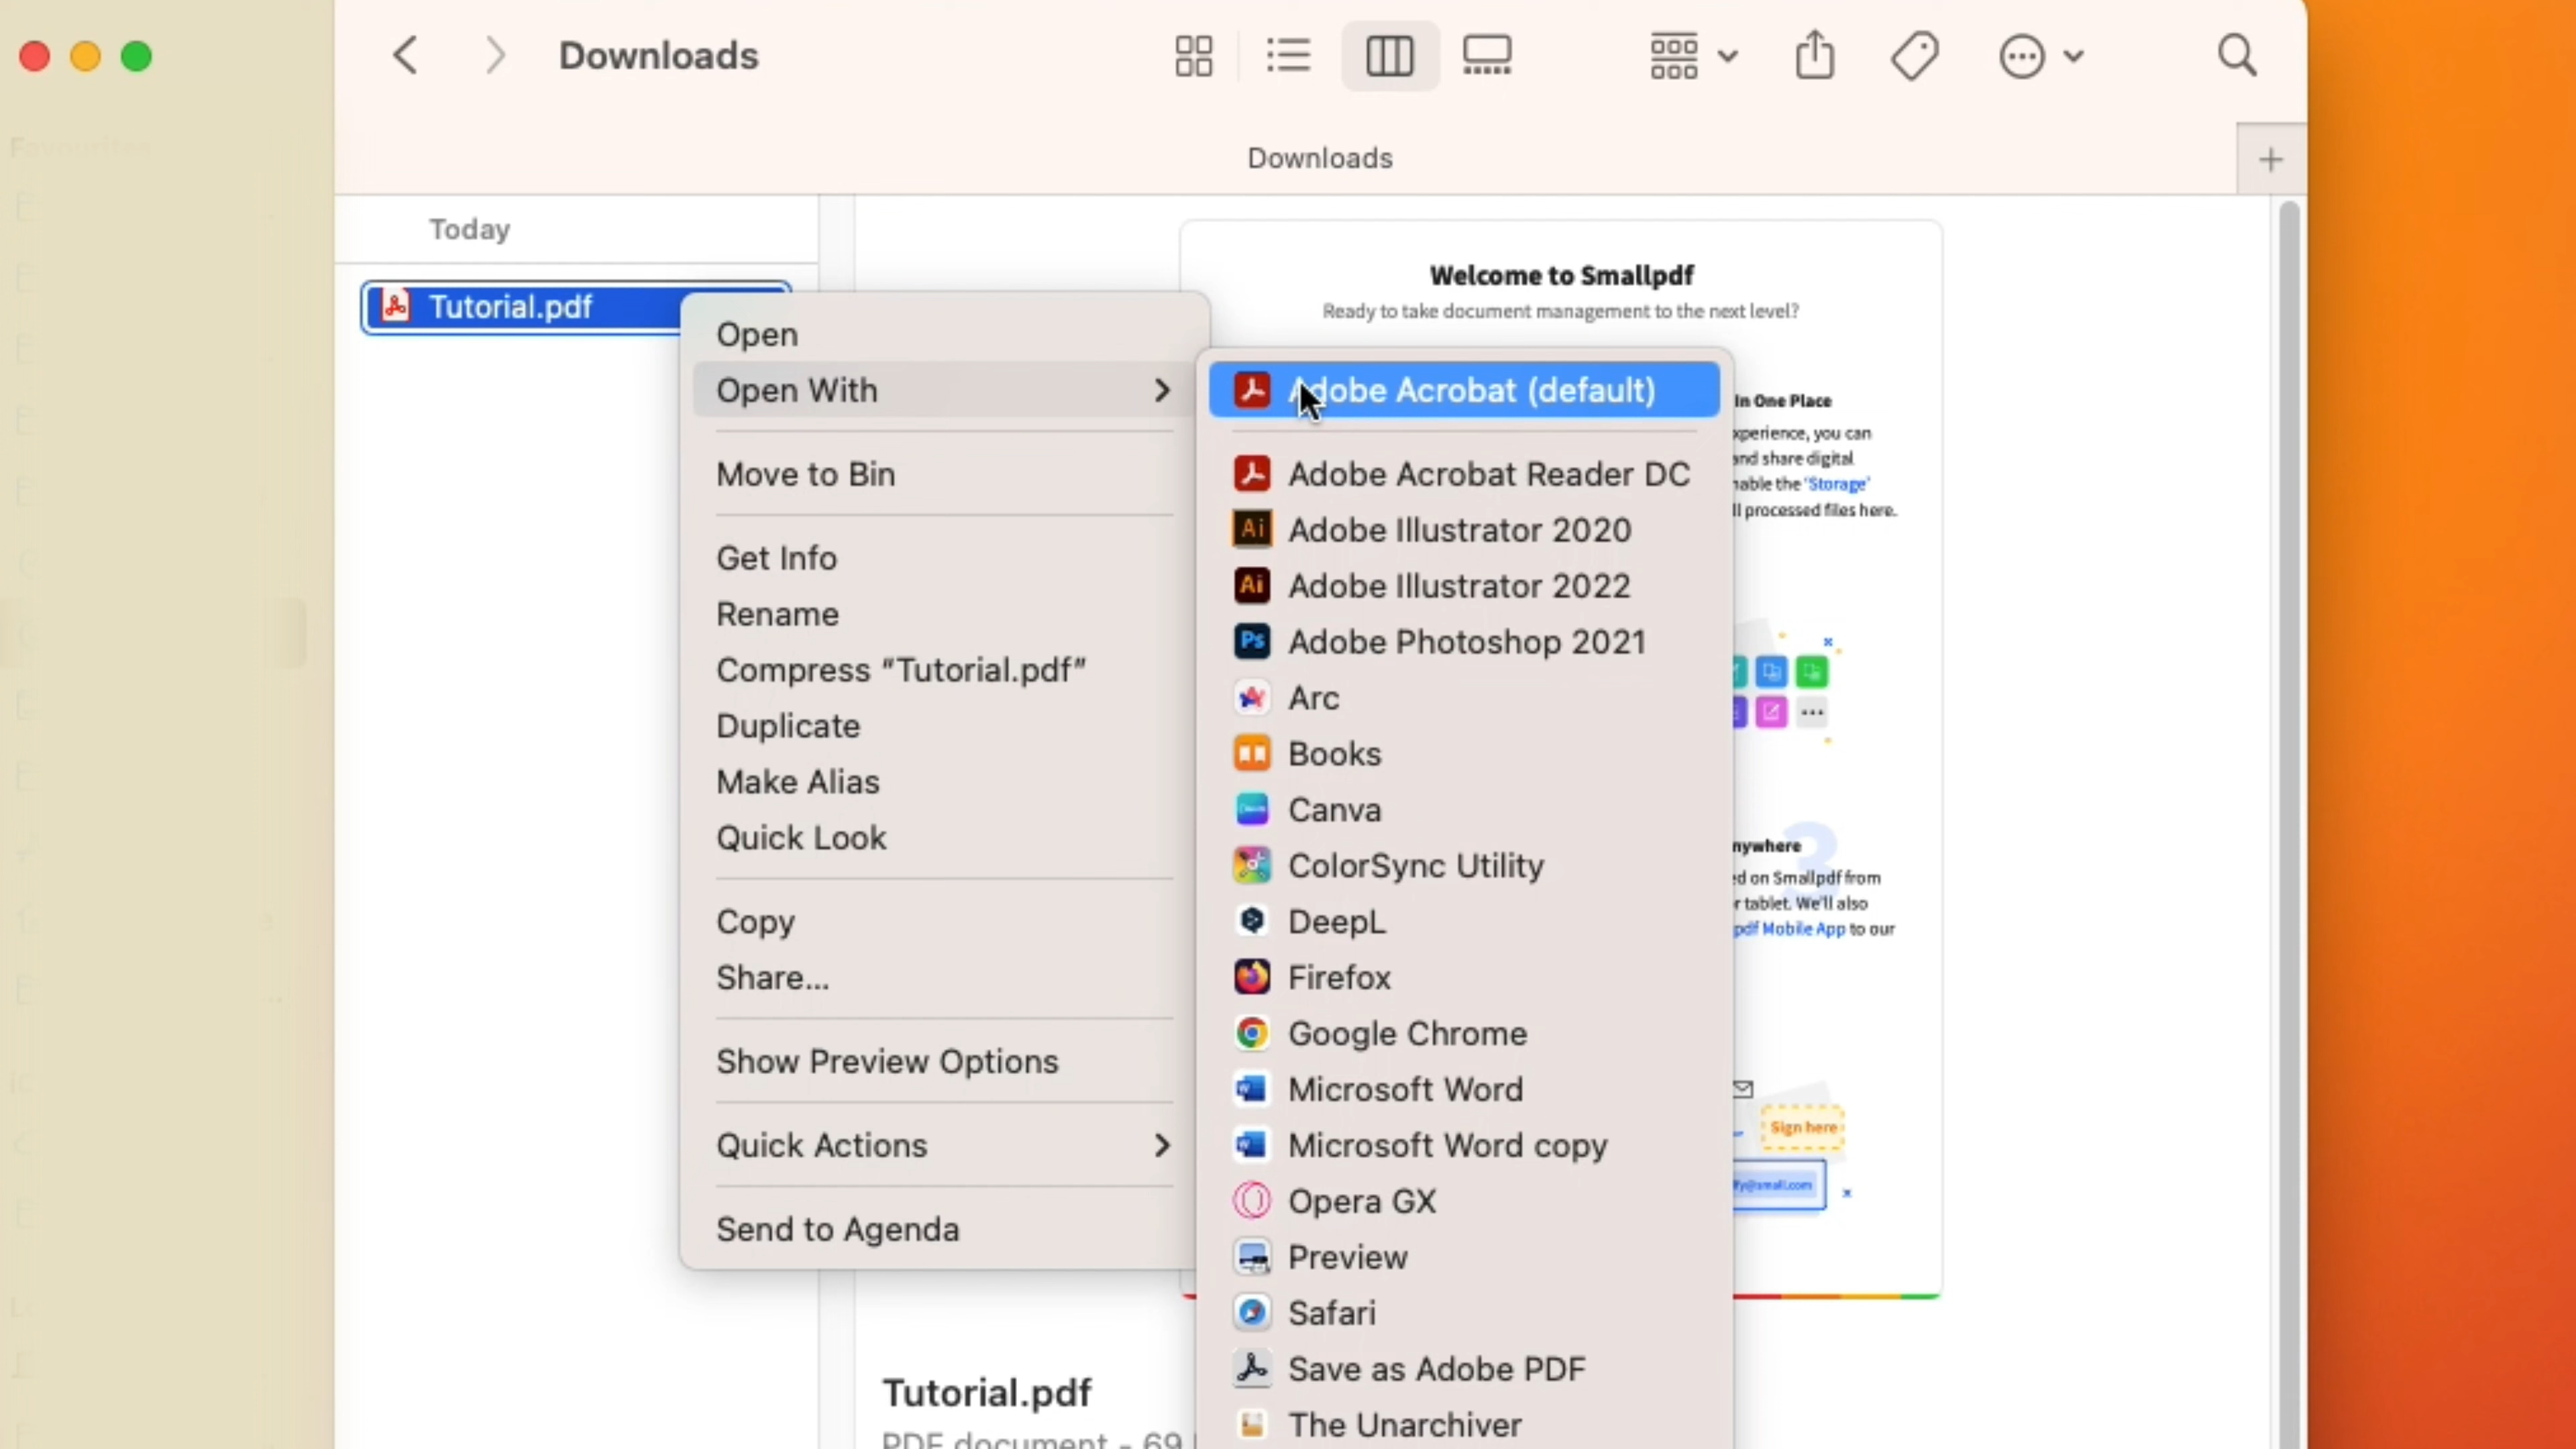 Downloads
Favourites
Downloads
Today
Tutorial.pdf
Open
Open With
Move to Bin
Get Info
Rename
Compress “Tutorial.pdf”
Duplicate
Make Alias
Quick Look
Copy
Share...
Show Preview Options
Quick Actions
Send to Agenda
Adobe Acrobat (default)
Adobe Acrobat Reader DC
Adobe Illustrator 2020
Adobe Illustrator 2022
Adobe Photoshop 2021
Arc
Books
Canva
ColorSync Utility
DeepL
Firefox
Google Chrome
Microsoft Word
Microsoft Word copy
Opera GX
Preview
Safari
Save as Adobe PDF
The Unarchiver
Welcome to Smallpdf
Ready to take document management to the next level?
In One Place
you can
and share digital
the 'Storage'
processed files here.
3
on Smallpdf from
tablet. We'll also
Mobile App to our
Sign here
Tutorial.pdf
PDF document - 69